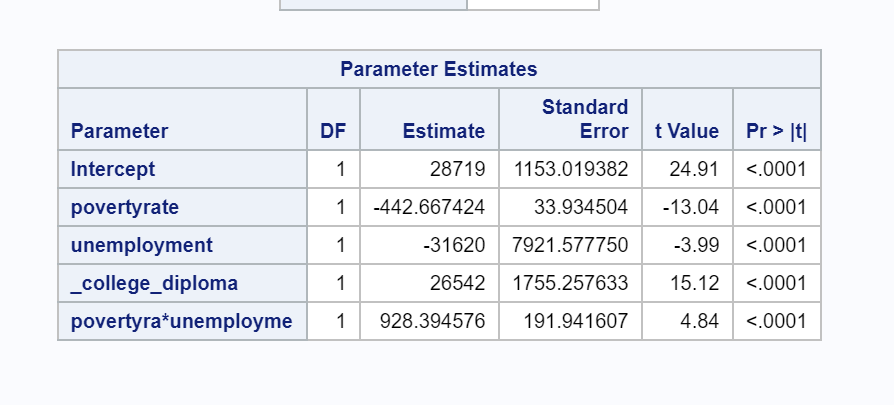 Parameter Estimates
Parameter DF Estimate Standard Error t Value Pr > |t|
Intercept 1 28719 1153.019382 24.91 <.0001
povertyrate 1 -442.667424 33.934504 -13.04 <.0001
unemployment 1 -31620 7921.577750 -3.99 <.0001
_college_diploma 1 26542 1755.257633 15.12 <.0001
povertyra*unemployme 1 928.394576 191.941607 4.84 <.0001